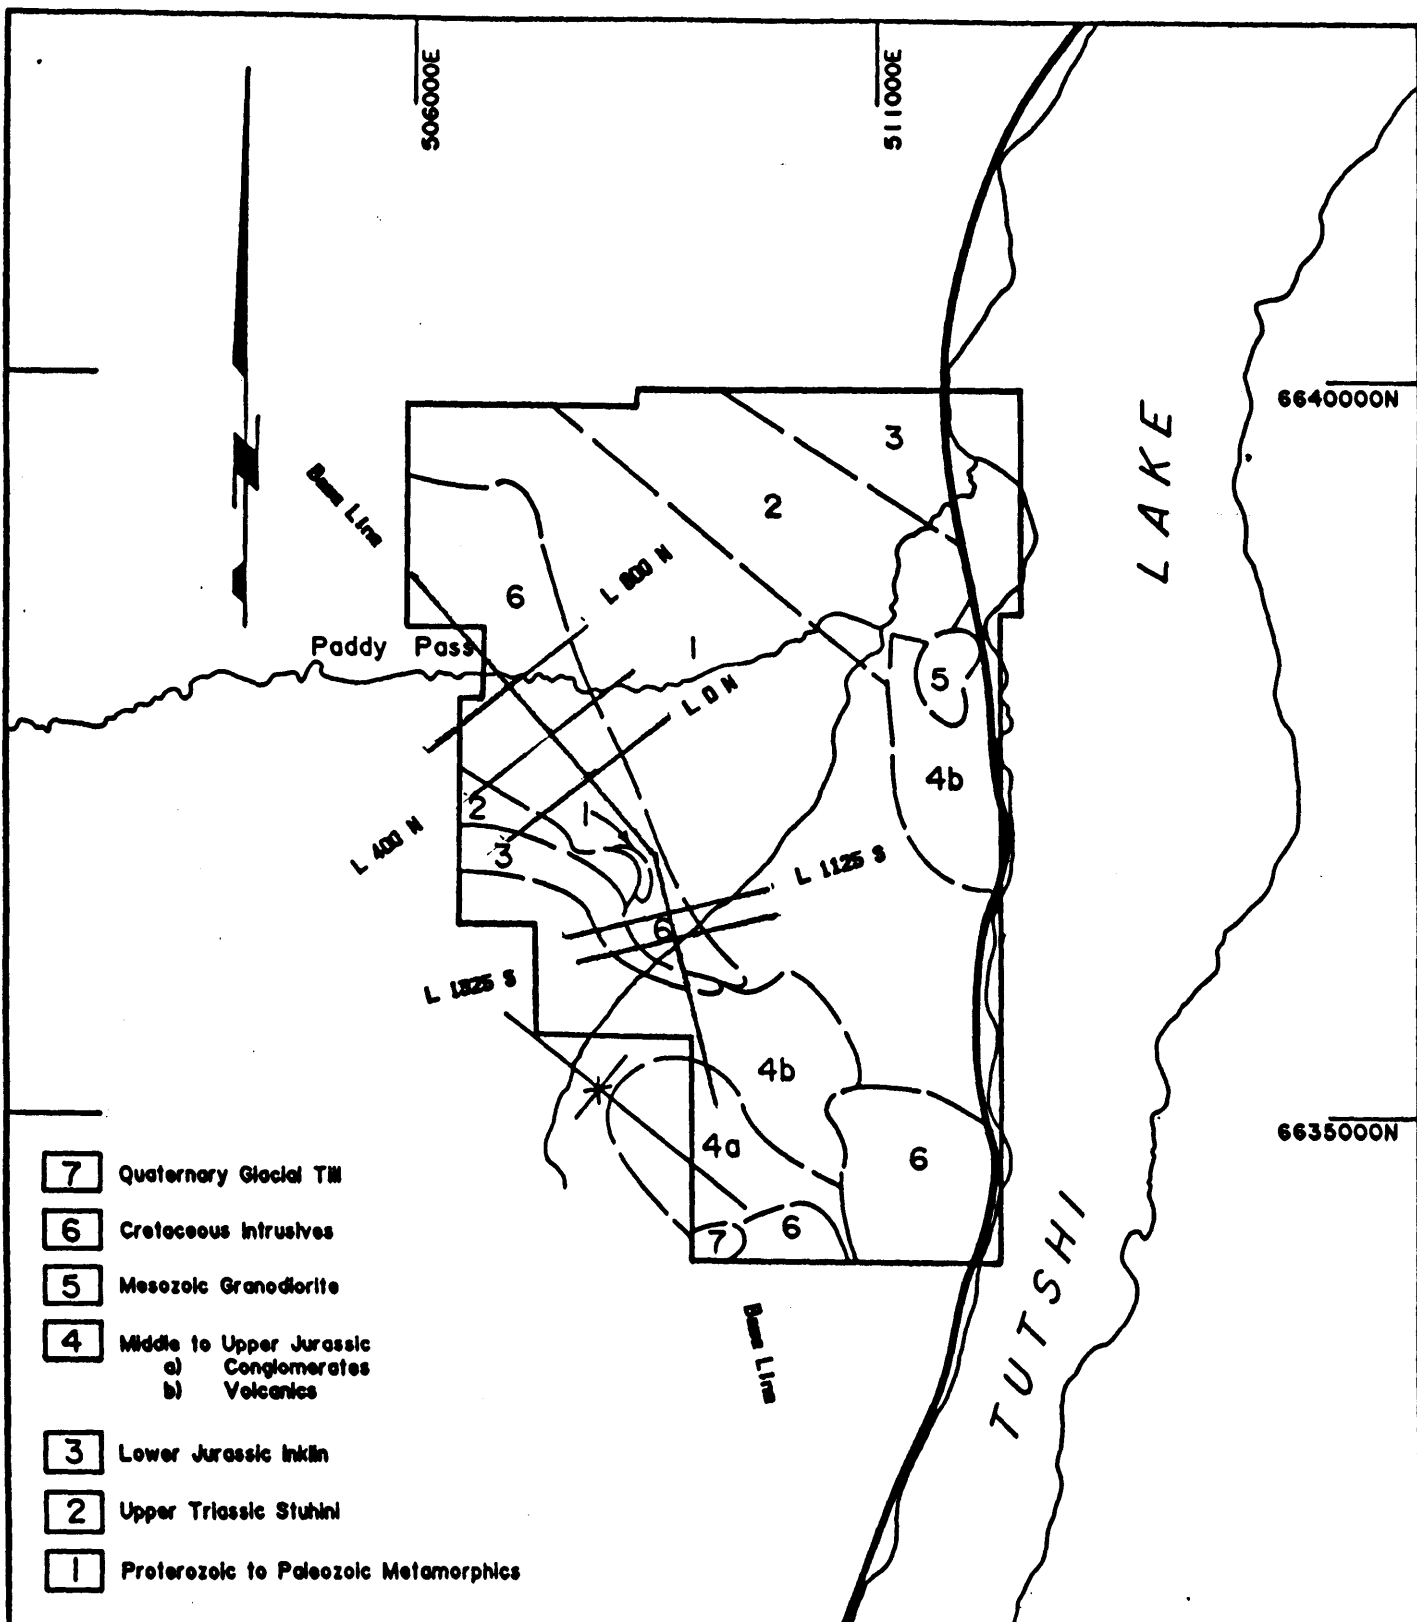 506000E
511000E
6640000N
LAKE
3
2
Base Line
L 800 N
6
1
Paddy Pass
L 0 N
5
4b
2
1
L 400 N
3
L 1125 S
6
L 1325 S
4b
6635000N
4a
6
7
6
TUTSHI
Base Line
7 Quaternary Glacial Till
6 Cretaceous Intrusives
5 Mesozoic Granodiorite
4 Middle to Upper Jurassic
a) Conglomerates
b) Volcanics
3 Lower Jurassic Inklin
2 Upper Triassic Stuhini
1 Proterozoic to Paleozoic Metamorphics